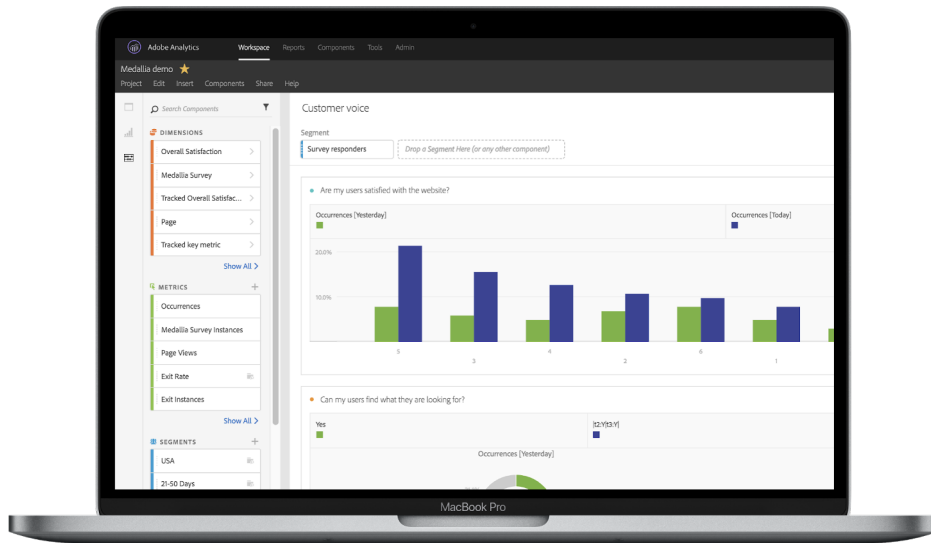 Adobe Analytics Workspace Reports Components Tools Admin
Medallia demo
Project Edit Insert Components Share Help
Search Components
DIMENSIONS
Overall Satisfaction
Medallia Survey
Tracked Overall Satisfac...
Page
Tracked key metric
Show All
METRICS
Occurrences
Medallia Survey Instances
Page Views
Exit Rate
Exit Instances
Show All
SEGMENTS
USA
21-50 Days
Customer voice
Segment
Survey responders
Drop a Segment Here (or any other component)
Are my users satisfied with the website?
Occurrences [Yesterday] Occurrences [Today]
20.0%
10.0%
5 3 4 2 6 1
Can my users find what they are looking for?
Yes |t2:Y|t3:Y|
Occurrences [Yesterday]
MacBook Pro